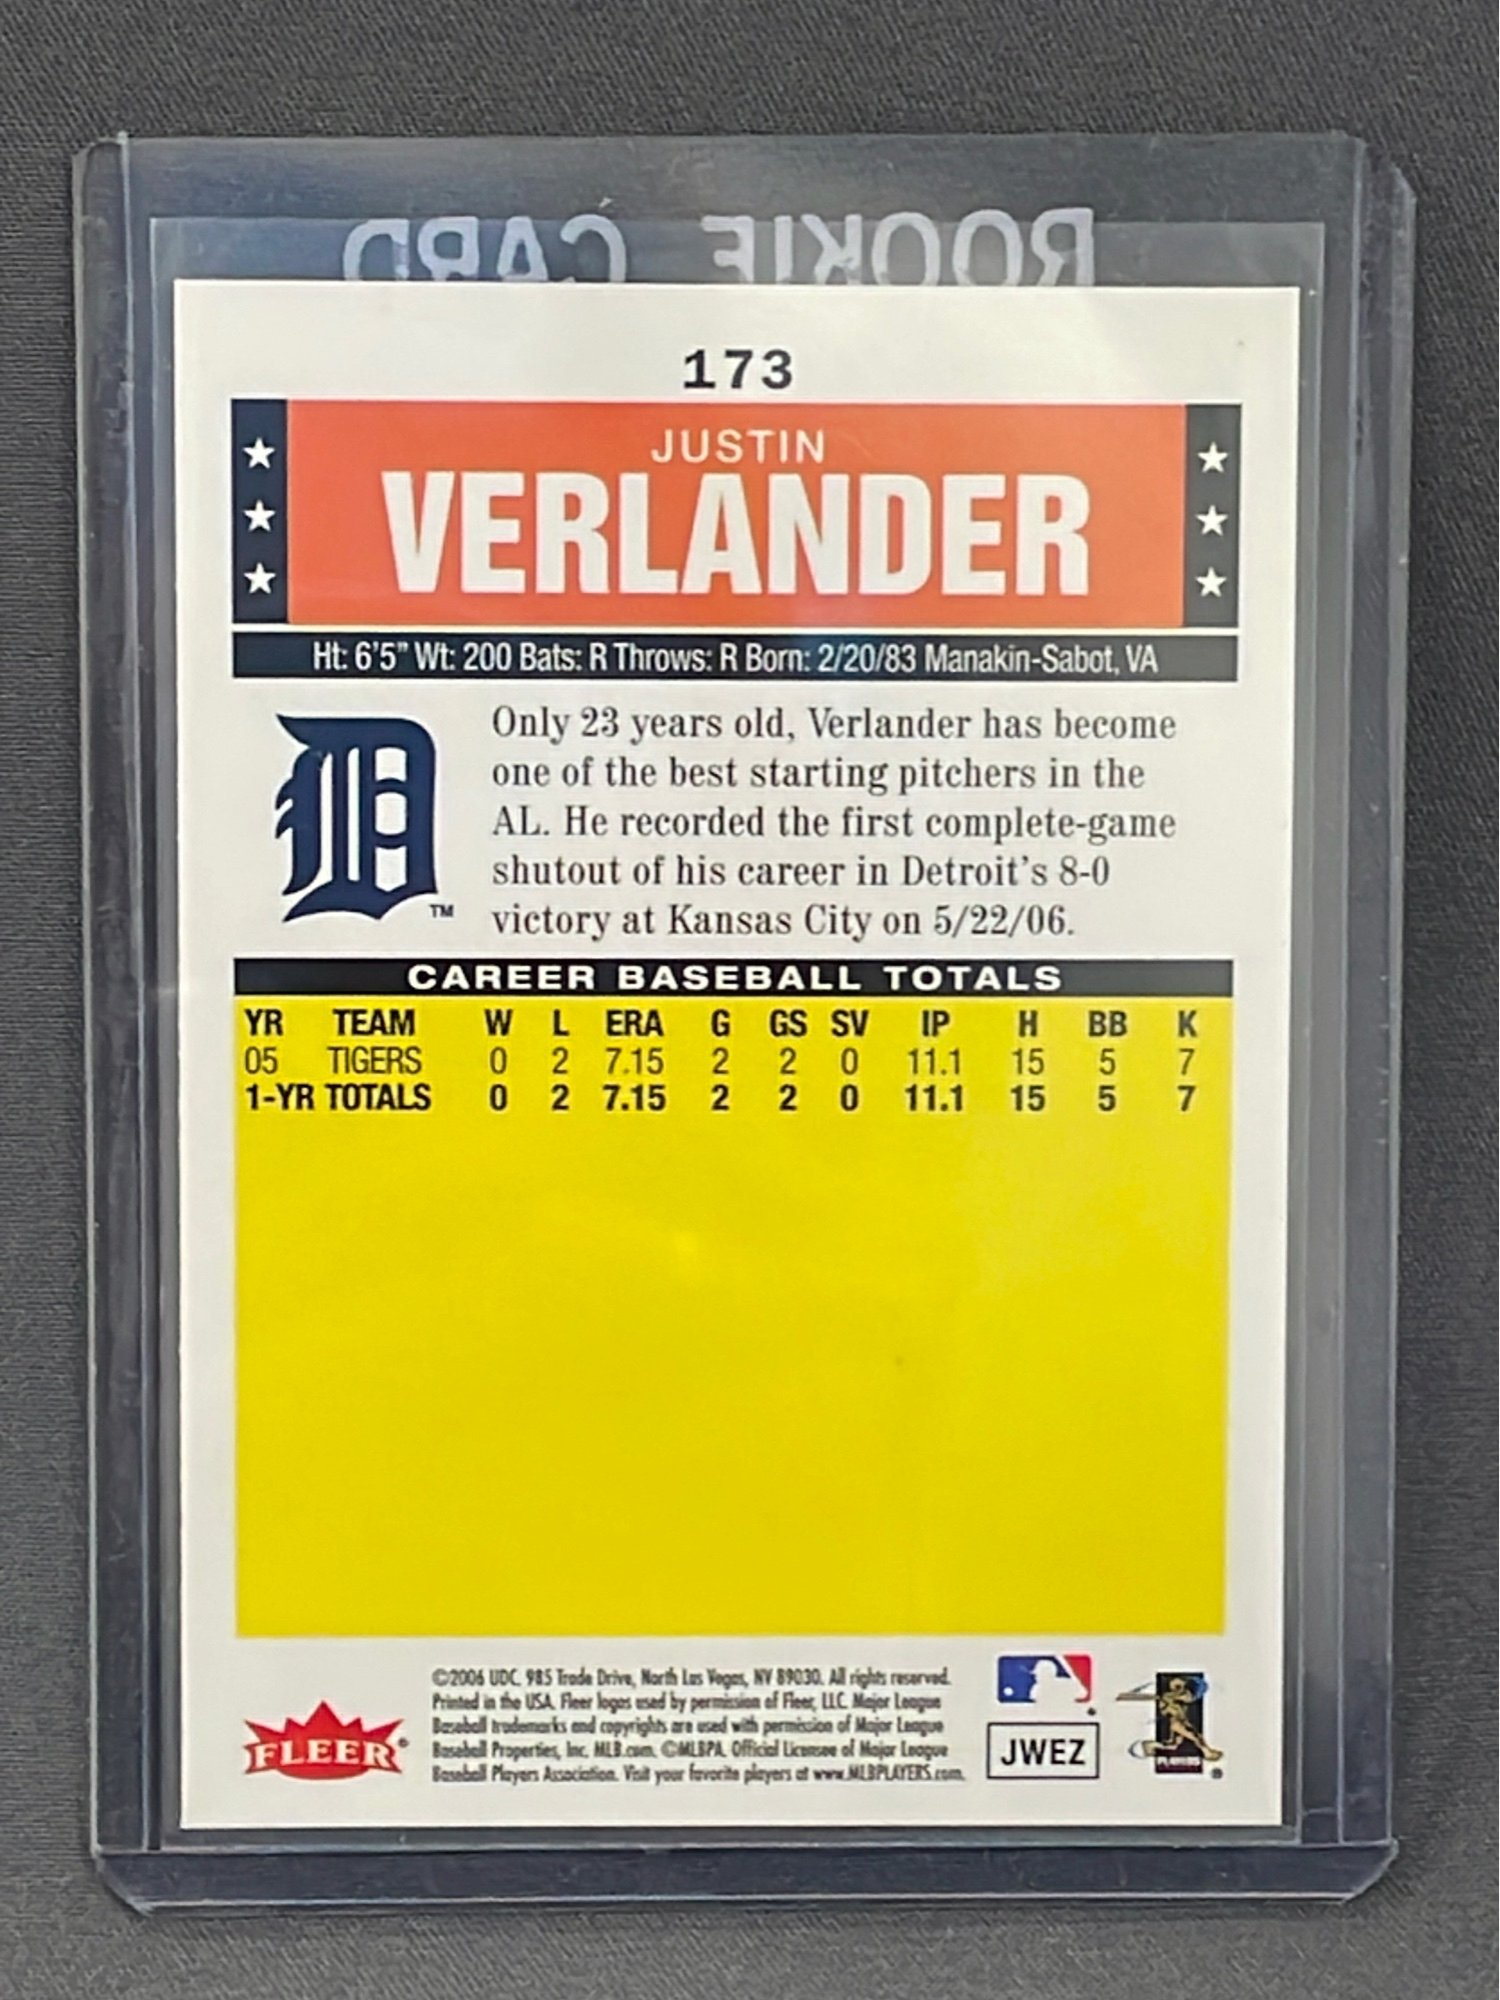 ROOKIE CARD
173
JUSTIN
VERLANDER
Ht: 6'5" Wt: 200 Bats: R Throws: R Born: 2/20/83 Manakin-Sabot, VA
Only 23 years old, Verlander has become
one of the best starting pitchers in the
AL. He recorded the first complete-game
shutout of his career in Detroit's 8-0
victory at Kansas City on 5/22/06.
D TM
CAREER BASEBALL TOTALS
YR TEAM W L ERA G GS SV IP H BB K
05 TIGERS 0 2 7.15 2 2 0 11.1 15 5 7
1-YR TOTALS 0 2 7.15 2 2 0 11.1 15 5 7
©2006 UDC, 985 Trade Drive, North Las Vegas, NV 89030. All rights reserved.
Printed in the USA. Fleer logos used by permission of Fleer, LLC. Major League
Baseball trademarks and copyrights are used with permission of Major League
Baseball Properties, Inc. MLB.com. ©MLBPA. Official Licensee of Major League
Baseball Players Association. Visit your favorite players at www.MLBPLAYERS.com.
FLEER®
JWEZ